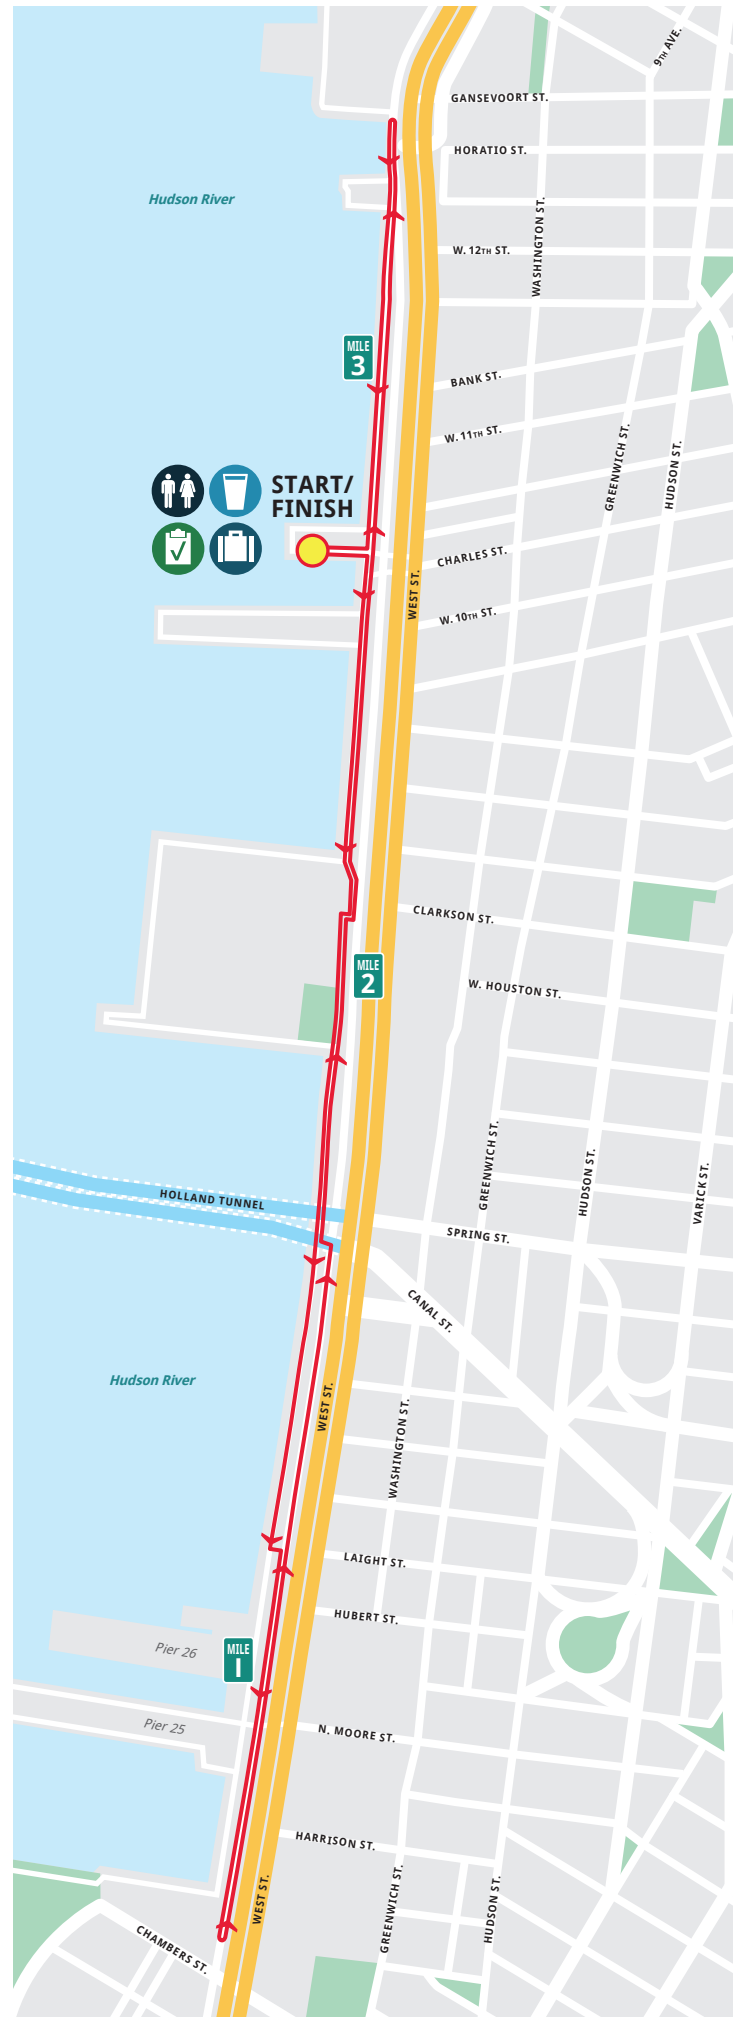 9TH AVE.
GANSEVOORT ST.
HORATIO ST.
Hudson River
WASHINGTON ST.
W. 12TH ST.
MILE
3
BANK ST.
W. 11TH ST.
GREENWICH ST.
HUDSON ST.
START/
FINISH
CHARLES ST.
WEST ST.
W. 10TH ST.
CLARKSON ST.
MILE
2
W. HOUSTON ST.
GREENWICH ST.
HUDSON ST.
VARICK ST.
HOLLAND TUNNEL
SPRING ST.
CANAL ST.
Hudson River
WEST ST.
WASHINGTON ST.
LAIGHT ST.
HUBERT ST.
Pier 26
MILE
1
Pier 25
N. MOORE ST.
HARRISON ST.
WEST ST.
GREENWICH ST.
HUDSON ST.
CHAMBERS ST.